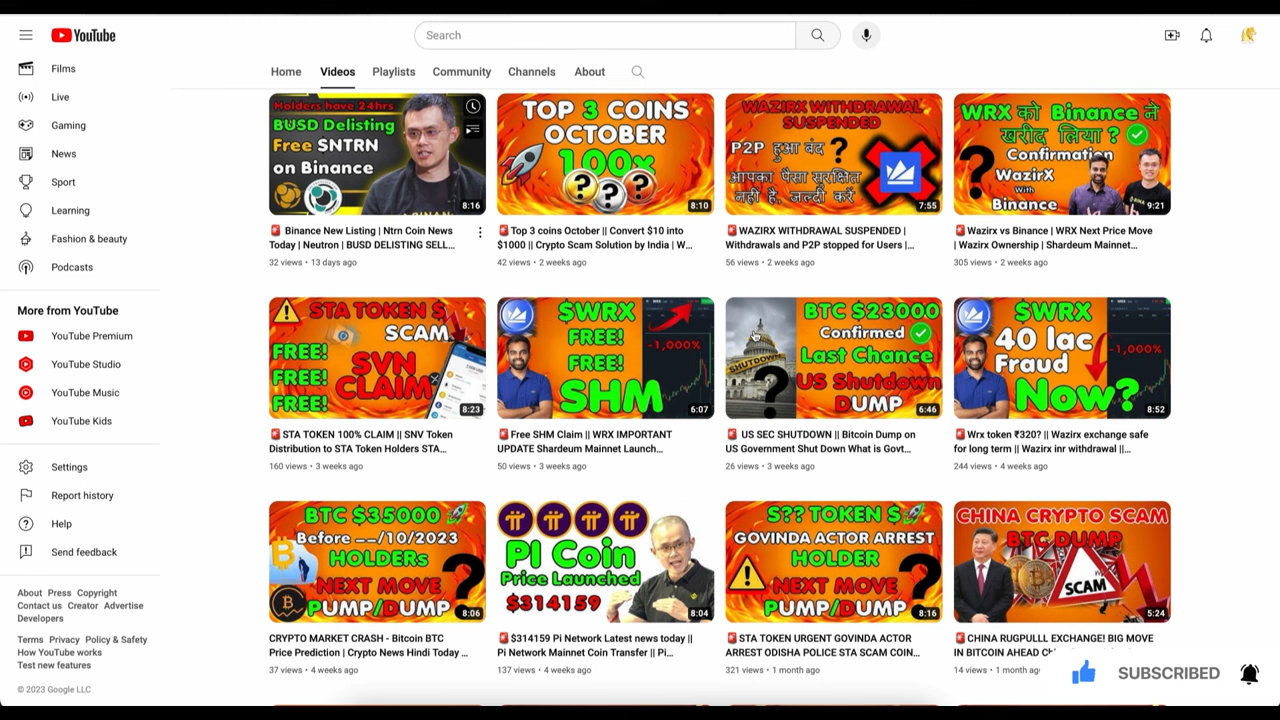 YouTube
Search
Films
Live
Gaming
News
Sport
Learning
Fashion & beauty
Podcasts
More from YouTube
YouTube Premium
YouTube Studio
YouTube Music
YouTube Kids
Settings
Report history
Help
Send feedback
About Press Copyright
Contact us Creator Advertise
Developers
Terms Privacy Policy & Safety
How YouTube works
Test new features
© 2023 Google LLC
Home Videos Playlists Community Channels About
Holders have 24hrs
BUSD Delisting
Free SNTRN
on Binance
8:16
Binance New Listing | Ntrn Coin News
Today | Neutron | BUSD DELISTING SELL...
32 views • 13 days ago
TOP 3 COINS
OCTOBER
100x
? ? ?
8:10
Top 3 coins October || Convert $10 into
$1000 || Crypto Scam Solution by India | W...
42 views • 2 weeks ago
WAZIRX WITHDRAWAL
SUSPENDED
P2P हुआ बंद ?
आपका पैसा सुरक्षित
नहीं है, जल्दी करें
7:55
WAZIRX WITHDRAWAL SUSPENDED |
Withdrawals and P2P stopped for Users |...
56 views • 2 weeks ago
WRX को Binance ने
खरीद लिया ?
Confirmation
WazirX
With
Binance
?
9:21
Wazirx vs Binance | WRX Next Price Move
| Wazirx Ownership | Shardeum Mainnet...
305 views • 2 weeks ago
STA TOKEN $
SCAM
FREE!
FREE!
FREE!
SVN
CLAIM
8:23
STA TOKEN 100% CLAIM || SNV Token
Distribution to STA Token Holders STA...
160 views • 3 weeks ago
$WRX
FREE!
FREE!
SHM
-1,000%
6:07
Free SHM Claim || WRX IMPORTANT
UPDATE Shardeum Mainnet Launch...
50 views • 3 weeks ago
BTC $23000
Confirmed
Last Chance
US Shutdown
DUMP
SHUTDOWN
?
6:46
US SEC SHUTDOWN || Bitcoin Dump on
US Government Shut Down What is Govt...
26 views • 3 weeks ago
$WRX
40 lac
Fraud
Now?
-1,000%
8:52
Wrx token ₹320? || Wazirx exchange safe
for long term || Wazirx inr withdrawal ||...
244 views • 4 weeks ago
BTC $35000
Before __/10/2023
HOLDERs
NEXT MOVE
PUMP/DUMP
?
8:06
CRYPTO MARKET CRASH - Bitcoin BTC
Price Prediction | Crypto News Hindi Today ...
37 views • 4 weeks ago
PI Coin
Price Launched
$314159
8:04
$314159 Pi Network Latest news today ||
Pi Network Mainnet Coin Transfer || Pi...
137 views • 4 weeks ago
S?? TOKEN $
GOVINDA ACTOR ARREST
HOLDER
NEXT MOVE
PUMP/DUMP
?
8:16
STA TOKEN URGENT GOVINDA ACTOR
ARREST ODISHA POLICE STA SCAM COIN...
321 views • 1 month ago
CHINA CRYPTO SCAM
BTC DUMP
SCAM
5:24
CHINA RUGPULLL EXCHANGE! BIG MOVE
IN BITCOIN AHEAD
14 views • 1 month ago
SUBSCRIBED